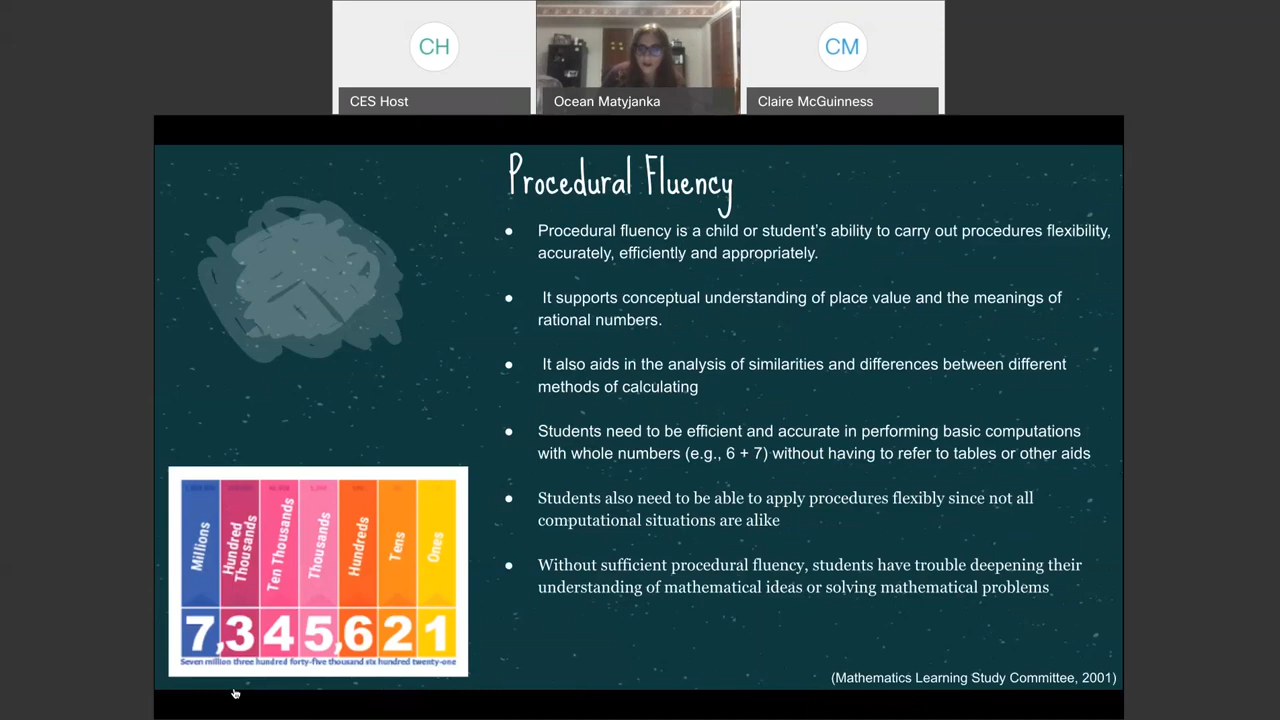 CH
CM
CES Host
Ocean Matyjanka
Claire McGuinness
Procedural Fluency
● Procedural fluency is a child or student’s ability to carry out procedures flexibility,
accurately, efficiently and appropriately.
● It supports conceptual understanding of place value and the meanings of
rational numbers.
● It also aids in the analysis of similarities and differences between different
methods of calculating
● Students need to be efficient and accurate in performing basic computations
with whole numbers (e.g., 6 + 7) without having to refer to tables or other aids
● Students also need to be able to apply procedures flexibly since not all
computational situations are alike
● Without sufficient procedural fluency, students have trouble deepening their
understanding of mathematical ideas or solving mathematical problems
Millions
Hundred
Thousands
Ten Thousands
Thousands
Hundreds
Tens
Ones
7,345,621
Seven million three hundred forty-five thousand six hundred twenty-one
(Mathematics Learning Study Committee, 2001)